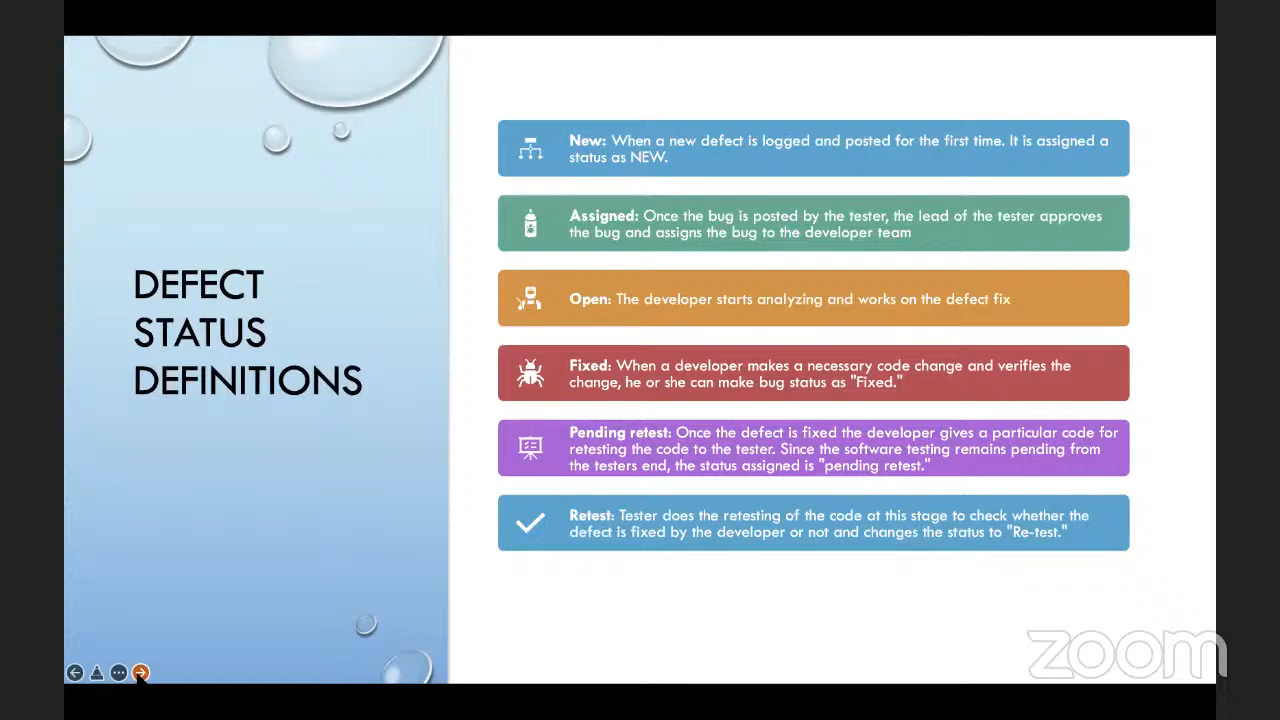 DEFECT
STATUS
DEFINITIONS
New: When a new defect is logged and posted for the first time. It is assigned a
status as NEW.
Assigned: Once the bug is posted by the tester, the lead of the tester approves
the bug and assigns the bug to the developer team
Open: The developer starts analyzing and works on the defect fix
Fixed: When a developer makes a necessary code change and verifies the
change, he or she can make bug status as "Fixed."
Pending retest: Once the defect is fixed the developer gives a particular code for
retesting the code to the tester. Since the software testing remains pending from
the testers end, the status assigned is "pending retest."
Retest: Tester does the retesting of the code at this stage to check whether the
defect is fixed by the developer or not and changes the status to "Re-test."
zoom